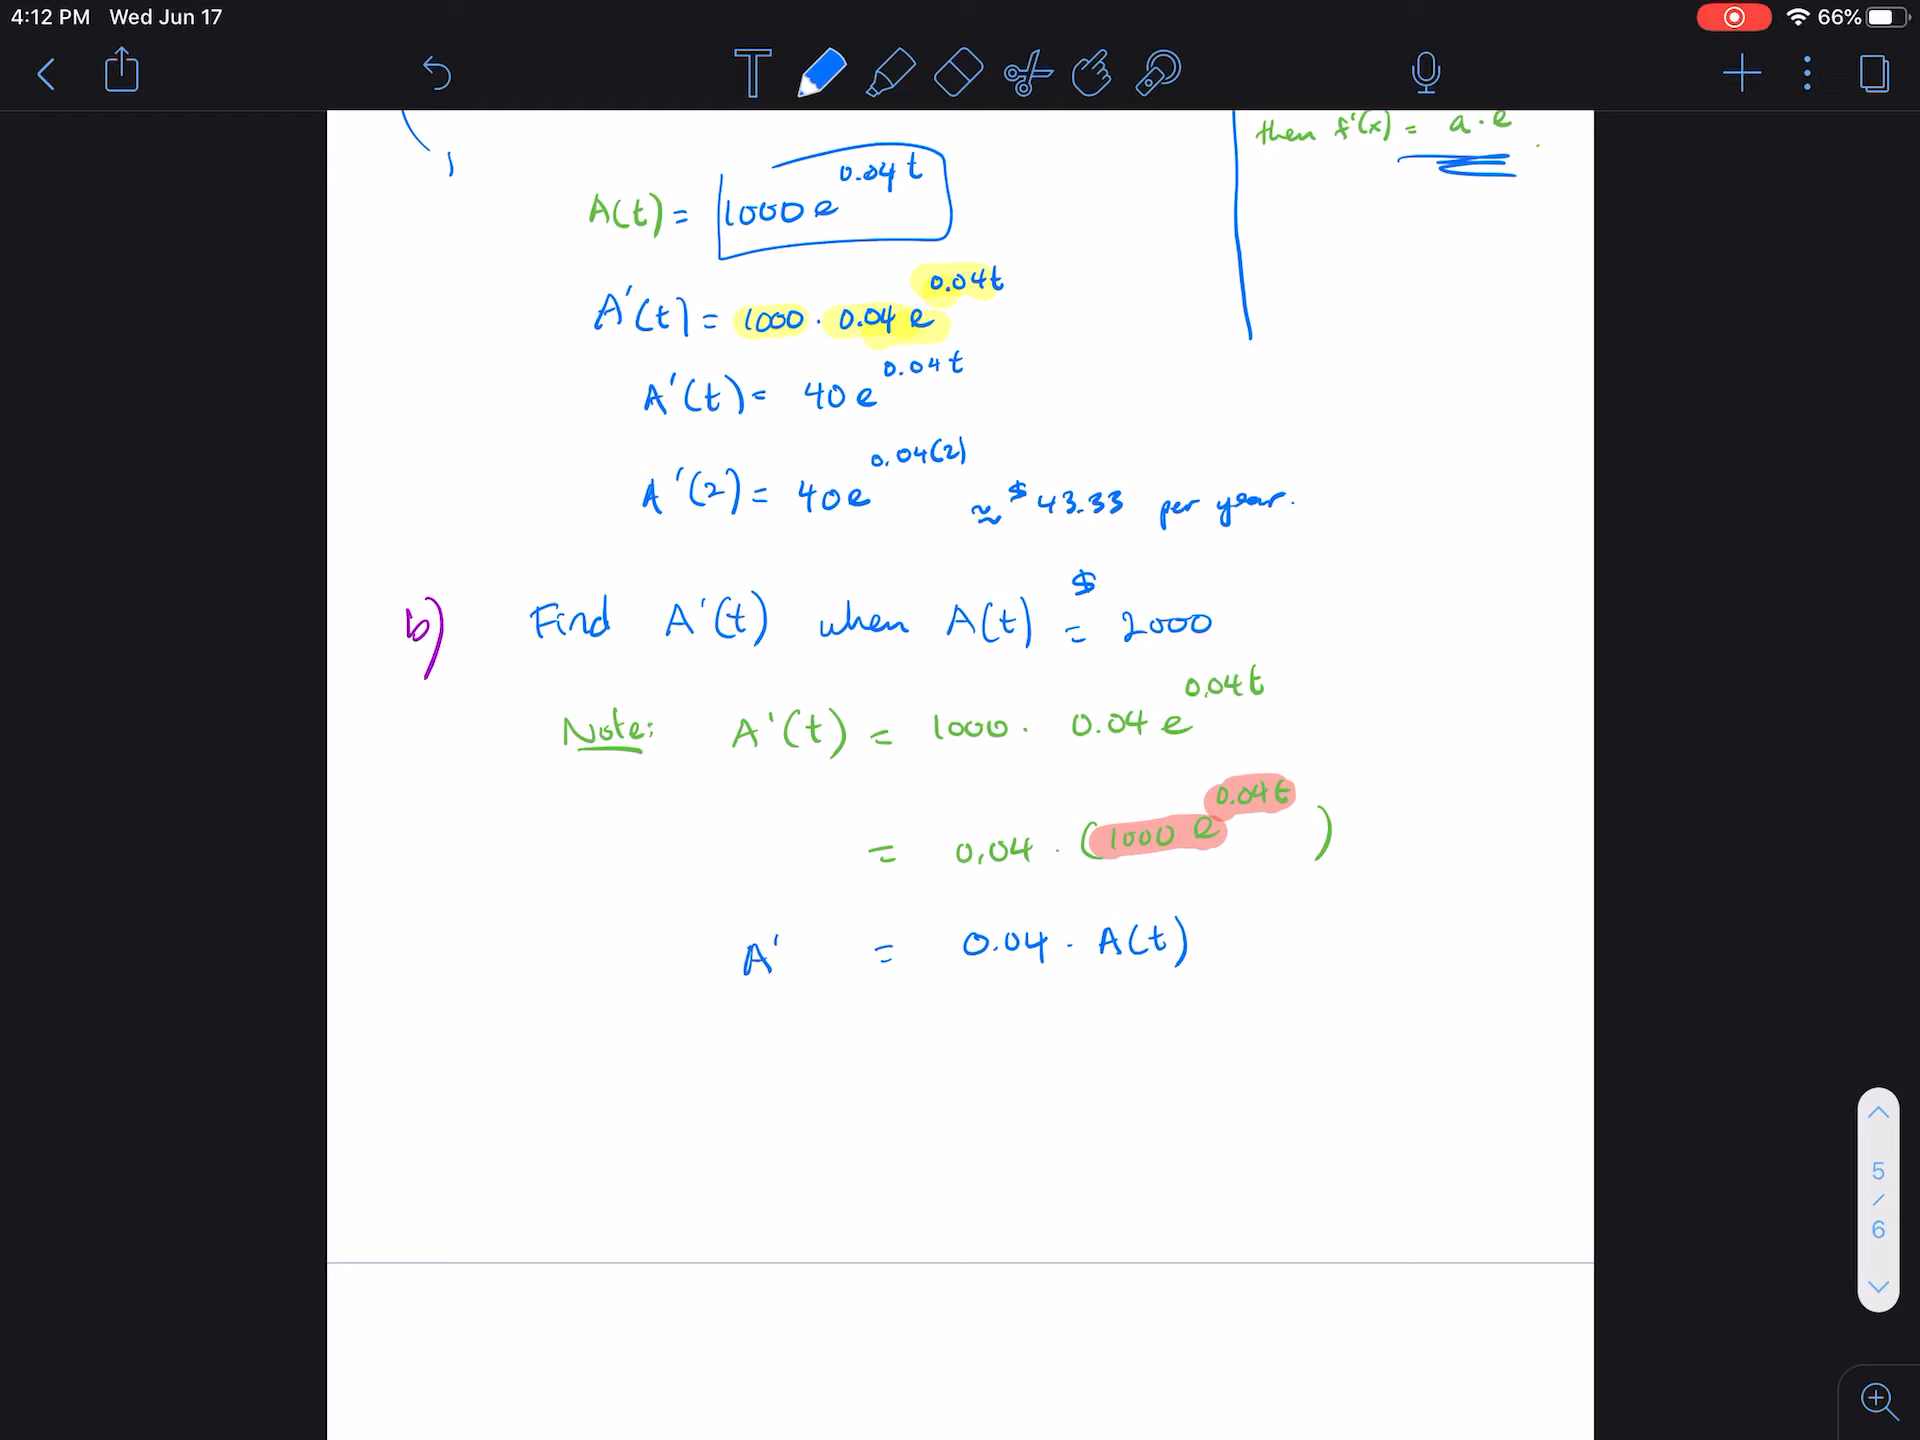 4:12 PM Wed Jun 17
66%
then f'(x) = a · e
A(t) = 1000 e^0.04t
A'(t) = 1000 · 0.04 e^0.04t
A'(t) = 40 e^0.04t
A'(2) = 40e^0.04(2) ≈ $43.33 per year.
b) Find A'(t) when A(t) = $2000
Note: A'(t) = 1000 · 0.04 e^0.04t
= 0.04 · (1000 e^0.04t)
A' = 0.04 · A(t)
5
/
6